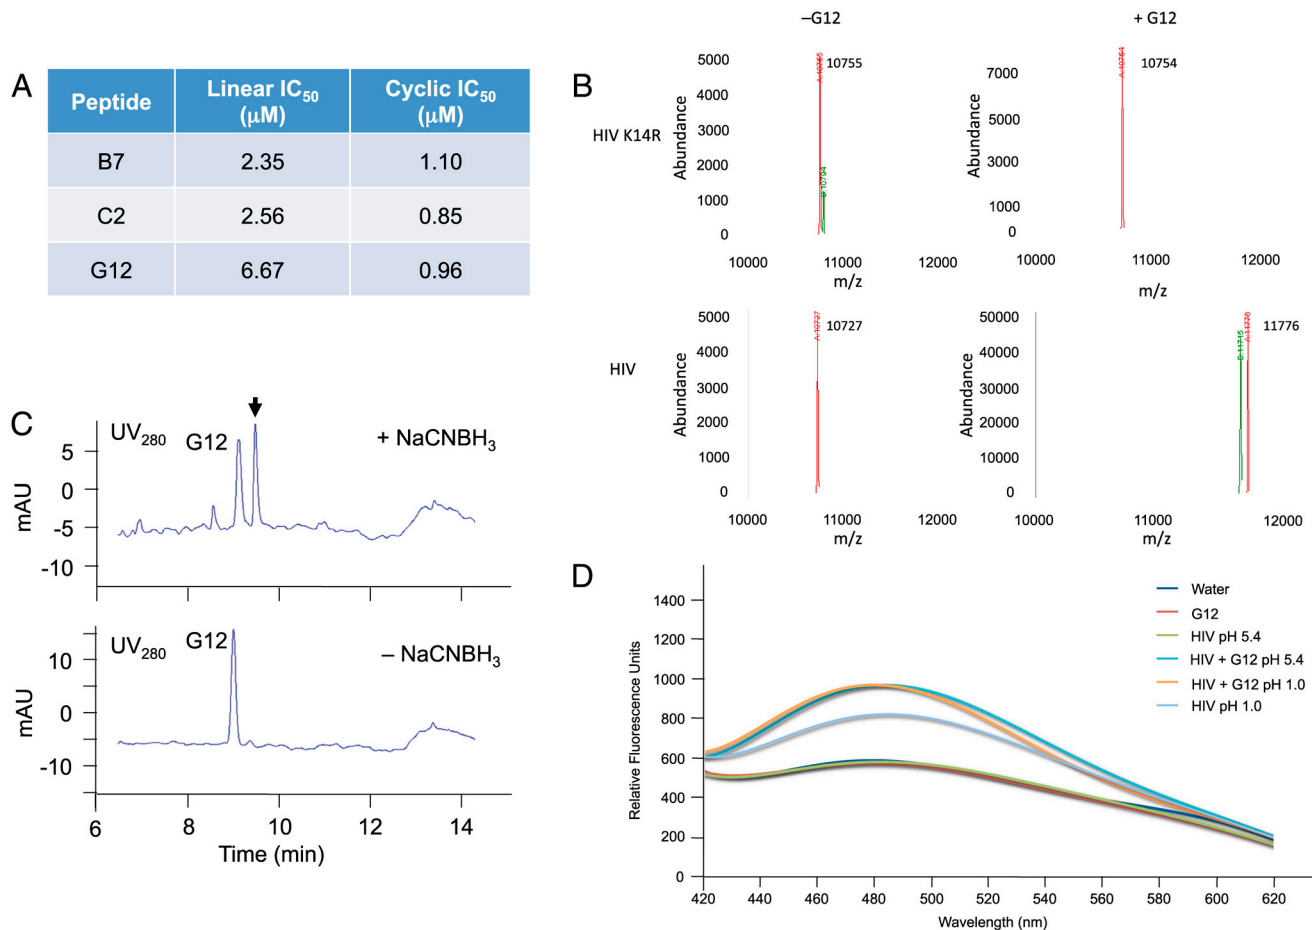 A
Peptide
Linear IC50
(μM)
Cyclic IC50
(μM)
B7
2.35
1.10
C2
2.56
0.85
G12
6.67
0.96
B
–G12
+ G12
HIV K14R
Abundance
5000
4000
3000
2000
1000
0
A:10755
10755
D:10794
10000
11000
12000
m/z
Abundance
7000
5000
3000
1000
0
A:10754
10754
10000
11000
12000
m/z
HIV
Abundance
5000
4000
3000
2000
1000
0
A:10727
10727
10000
11000
12000
m/z
Abundance
50000
40000
30000
20000
10000
0
D:11715
A:11776
11776
10000
11000
12000
m/z
C
UV280
G12
+ NaCNBH3
mAU
5
0
-5
-10
UV280
G12
– NaCNBH3
mAU
10
0
-10
6
8
10
12
14
Time (min)
D
Relative Fluorescence Units
1400
1200
1000
800
600
400
200
0
Water
G12
HIV pH 5.4
HIV + G12 pH 5.4
HIV + G12 pH 1.0
HIV pH 1.0
420
440
460
480
500
520
540
560
580
600
620
Wavelength (nm)